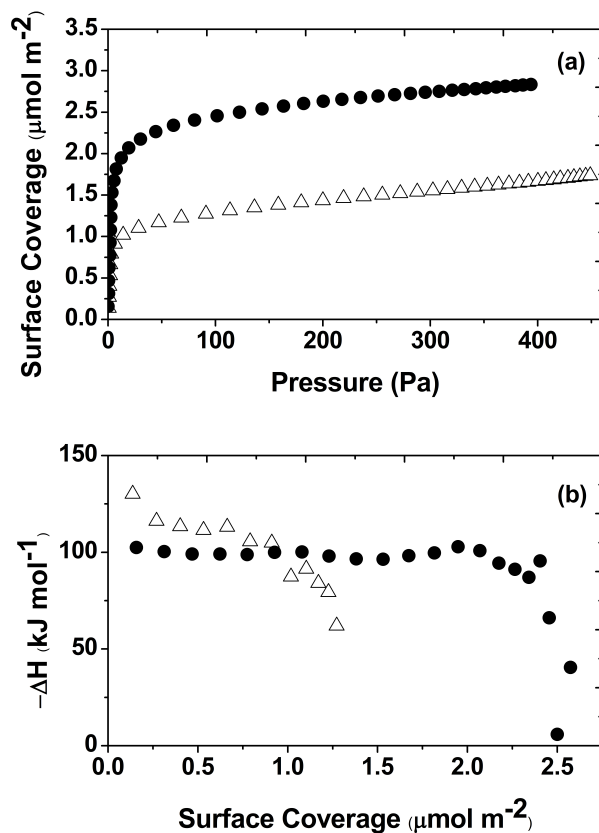 (a)
3.5
3.0
2.5
2.0
1.5
1.0
0.5
0.0
0 100 200 300 400
Surface Coverage (μmol m⁻²)
Pressure (Pa)
(b)
150
100
50
0
0.0 0.5 1.0 1.5 2.0 2.5
−ΔH (kJ mol⁻¹)
Surface Coverage (μmol m⁻²)